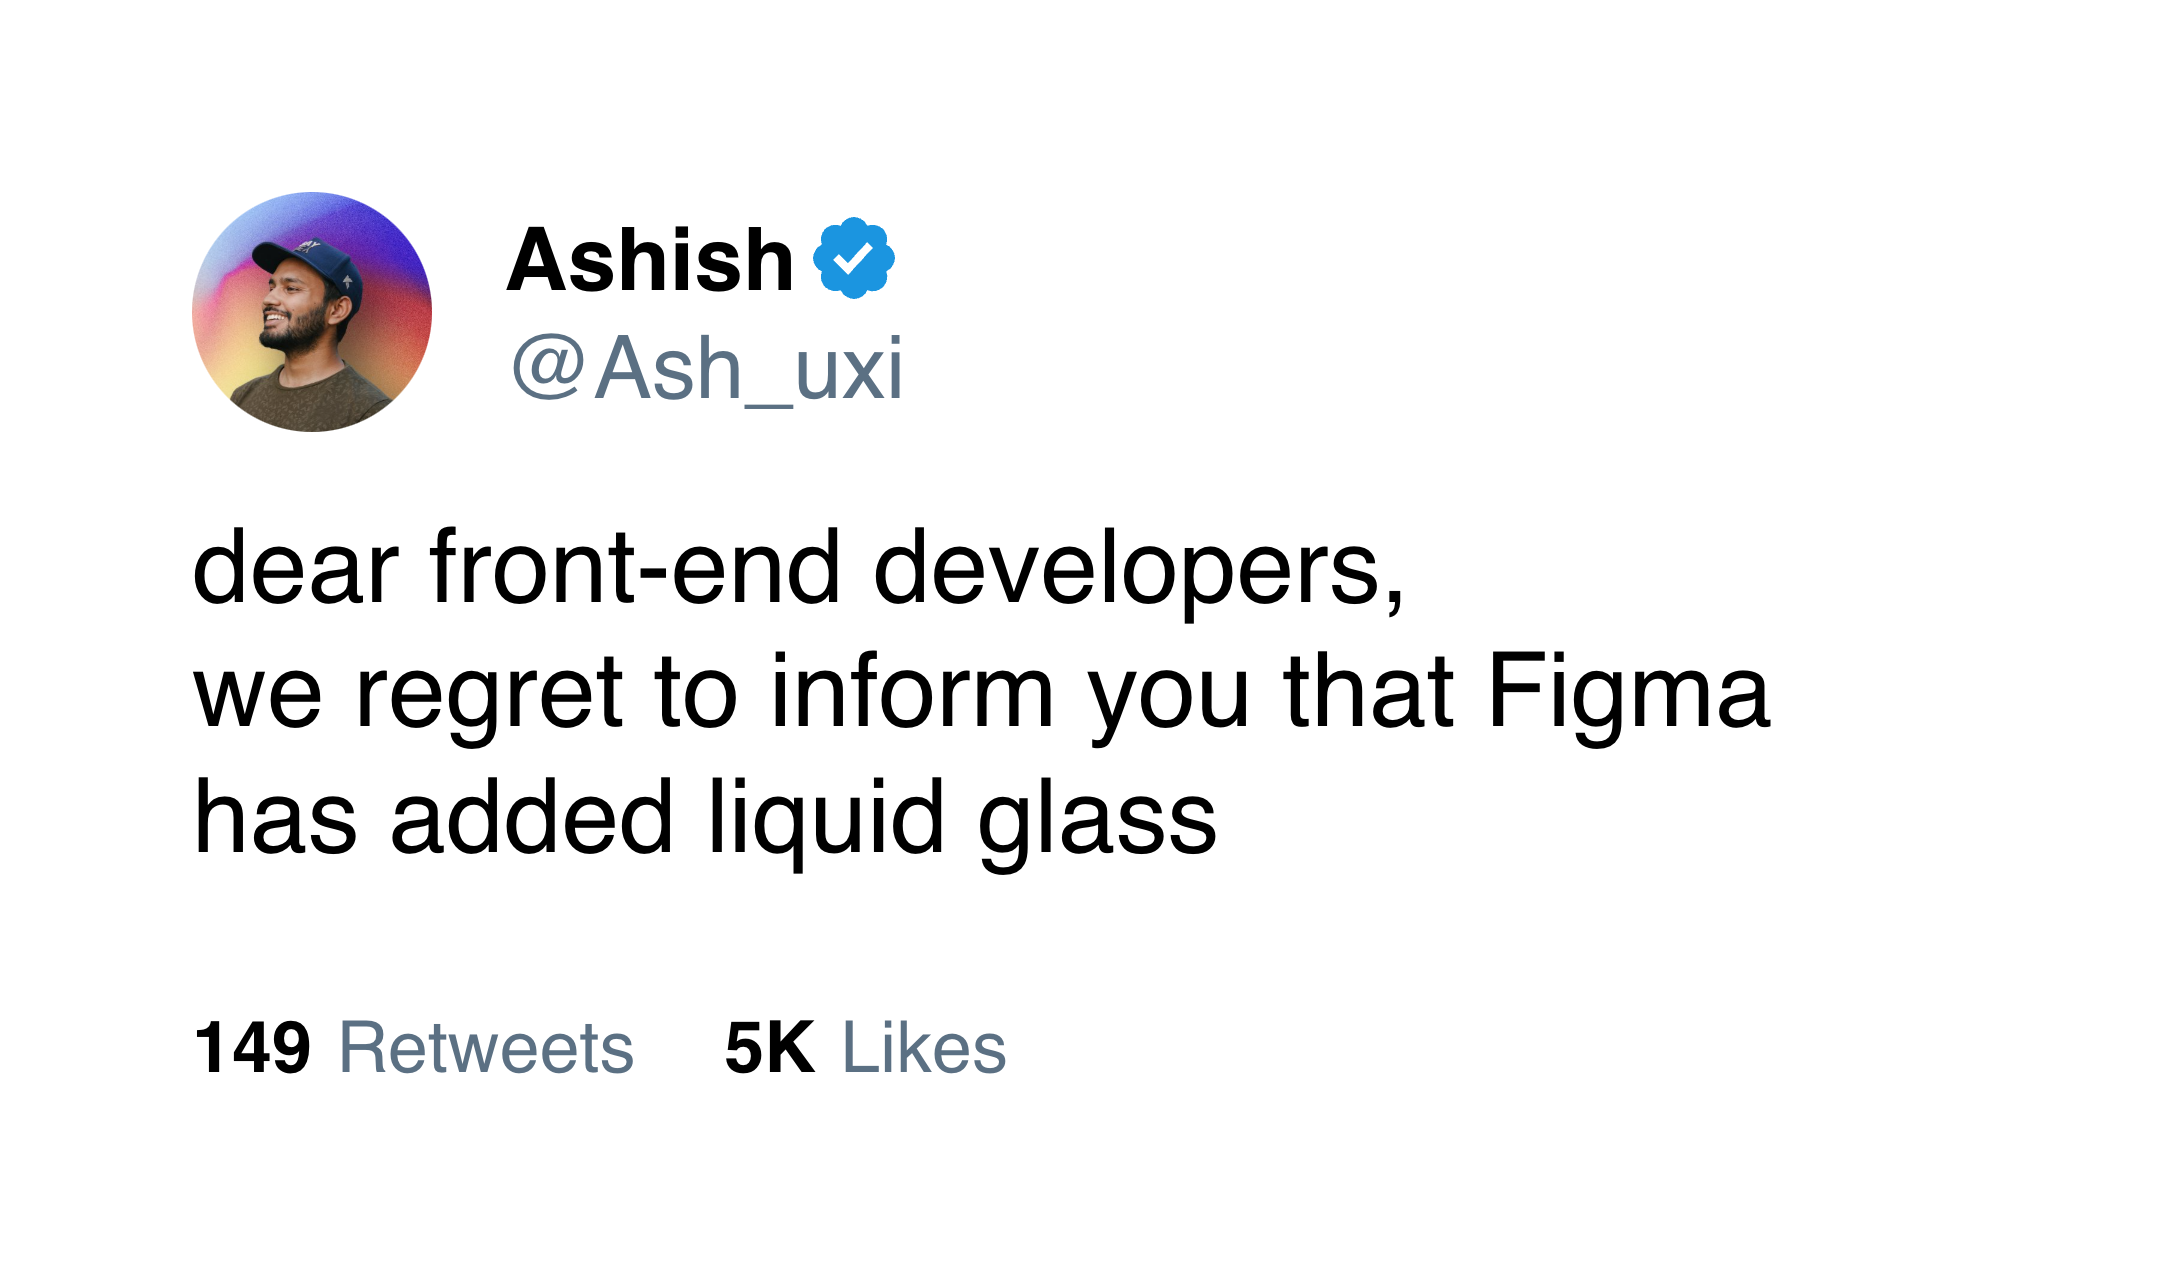 Ashish
@Ash_uxi
dear front-end developers,
we regret to inform you that Figma
has added liquid glass
149 Retweets 5K Likes